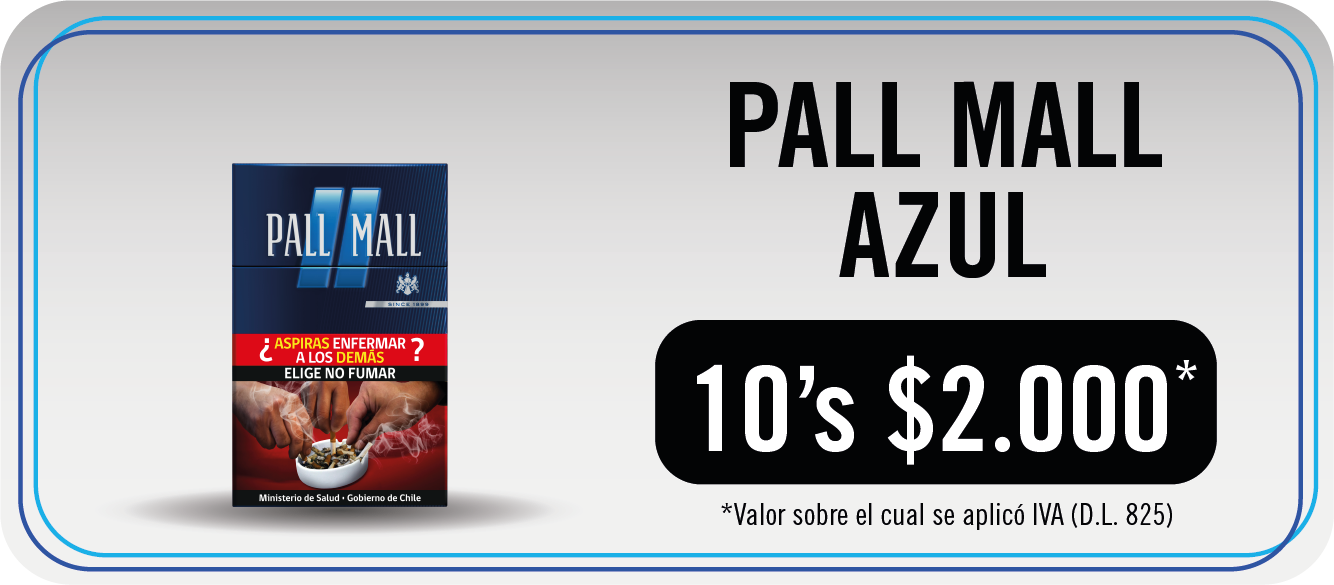 PALL MALL
SINCE 1899
¿ASPIRAS ENFERMAR
A LOS DEMÁS?
ELIGE NO FUMAR
Ministerio de Salud · Gobierno de Chile
PALL MALL
AZUL
10's $2.000*
*Valor sobre el cual se aplicó IVA (D.L. 825)